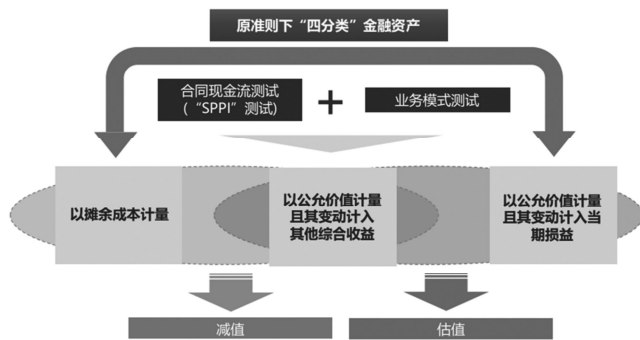 原准则下“四分类”金融资产
合同现金流测试
(“SPPI”测试)
+
业务模式测试
以摊余成本计量
以公允价值计量
且其变动计入
其他综合收益
以公允价值计量
且其变动计入当
期损益
减值
估值